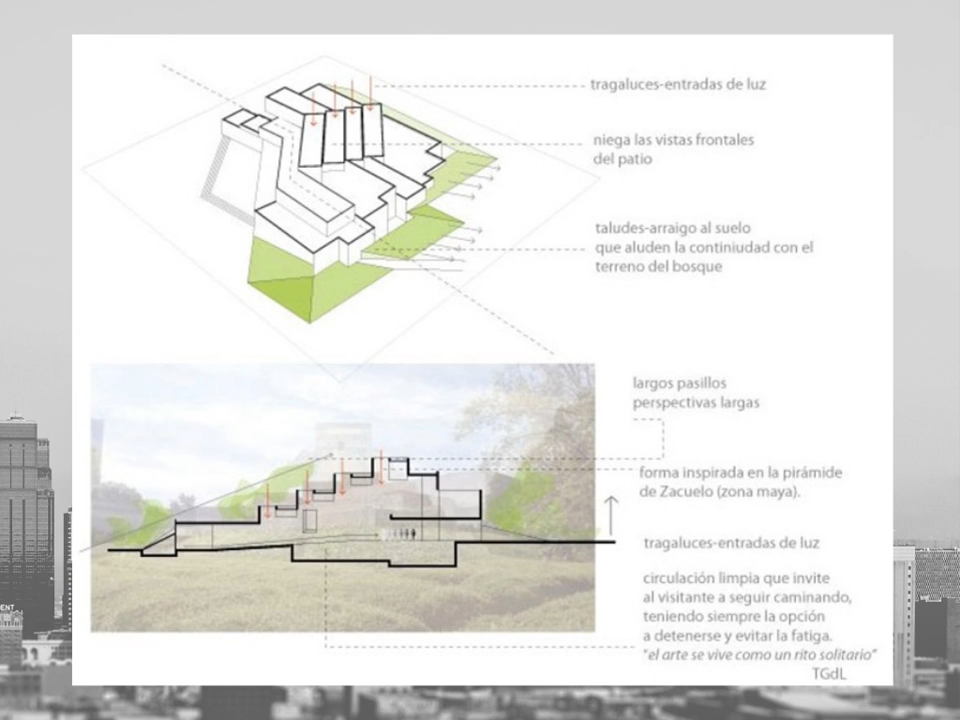 tragaluces-entradas de luz
niega las vistas frontales
del patio
taludes-arraigo al suelo
que aluden la continiudad con el
terreno del bosque
largos pasillos
perspectivas largas
forma inspirada en la pirámide
de Zacuelo (zona maya).
tragaluces-entradas de luz
circulación limpia que invite
al visitante a seguir caminando,
teniendo siempre la opción
a detenerse y evitar la fatiga.
"el arte se vive como un rito solitario"
TGdL
ENT